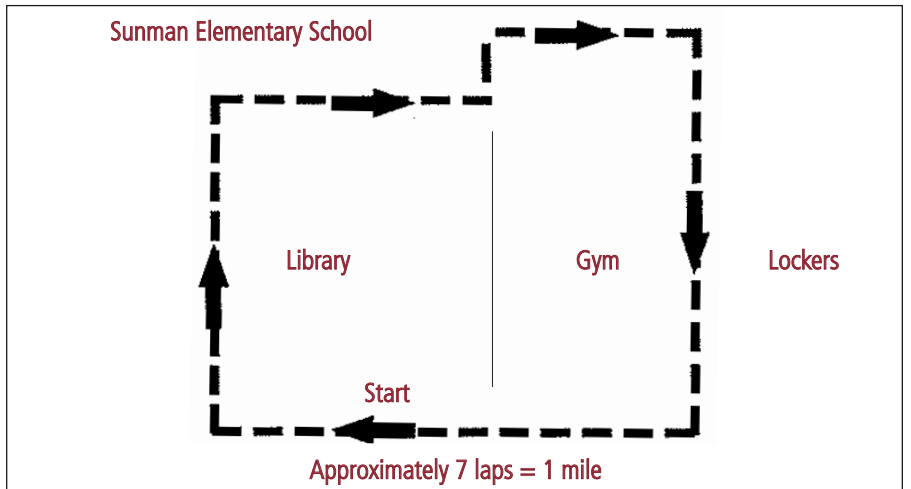 Sunman Elementary School
Library
Gym
Lockers
Start
Approximately 7 laps = 1 mile